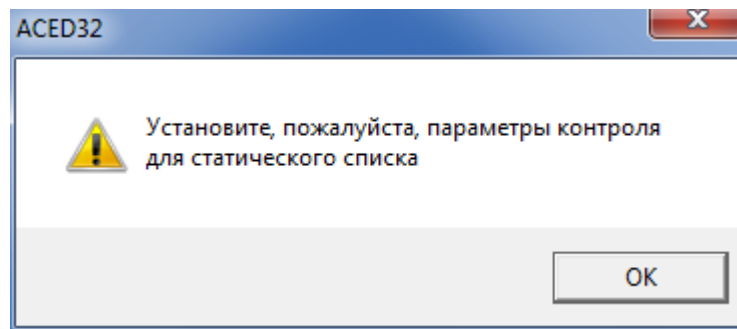 ACED32
Установите, пожалуйста, параметры контроля
для статического списка
OK